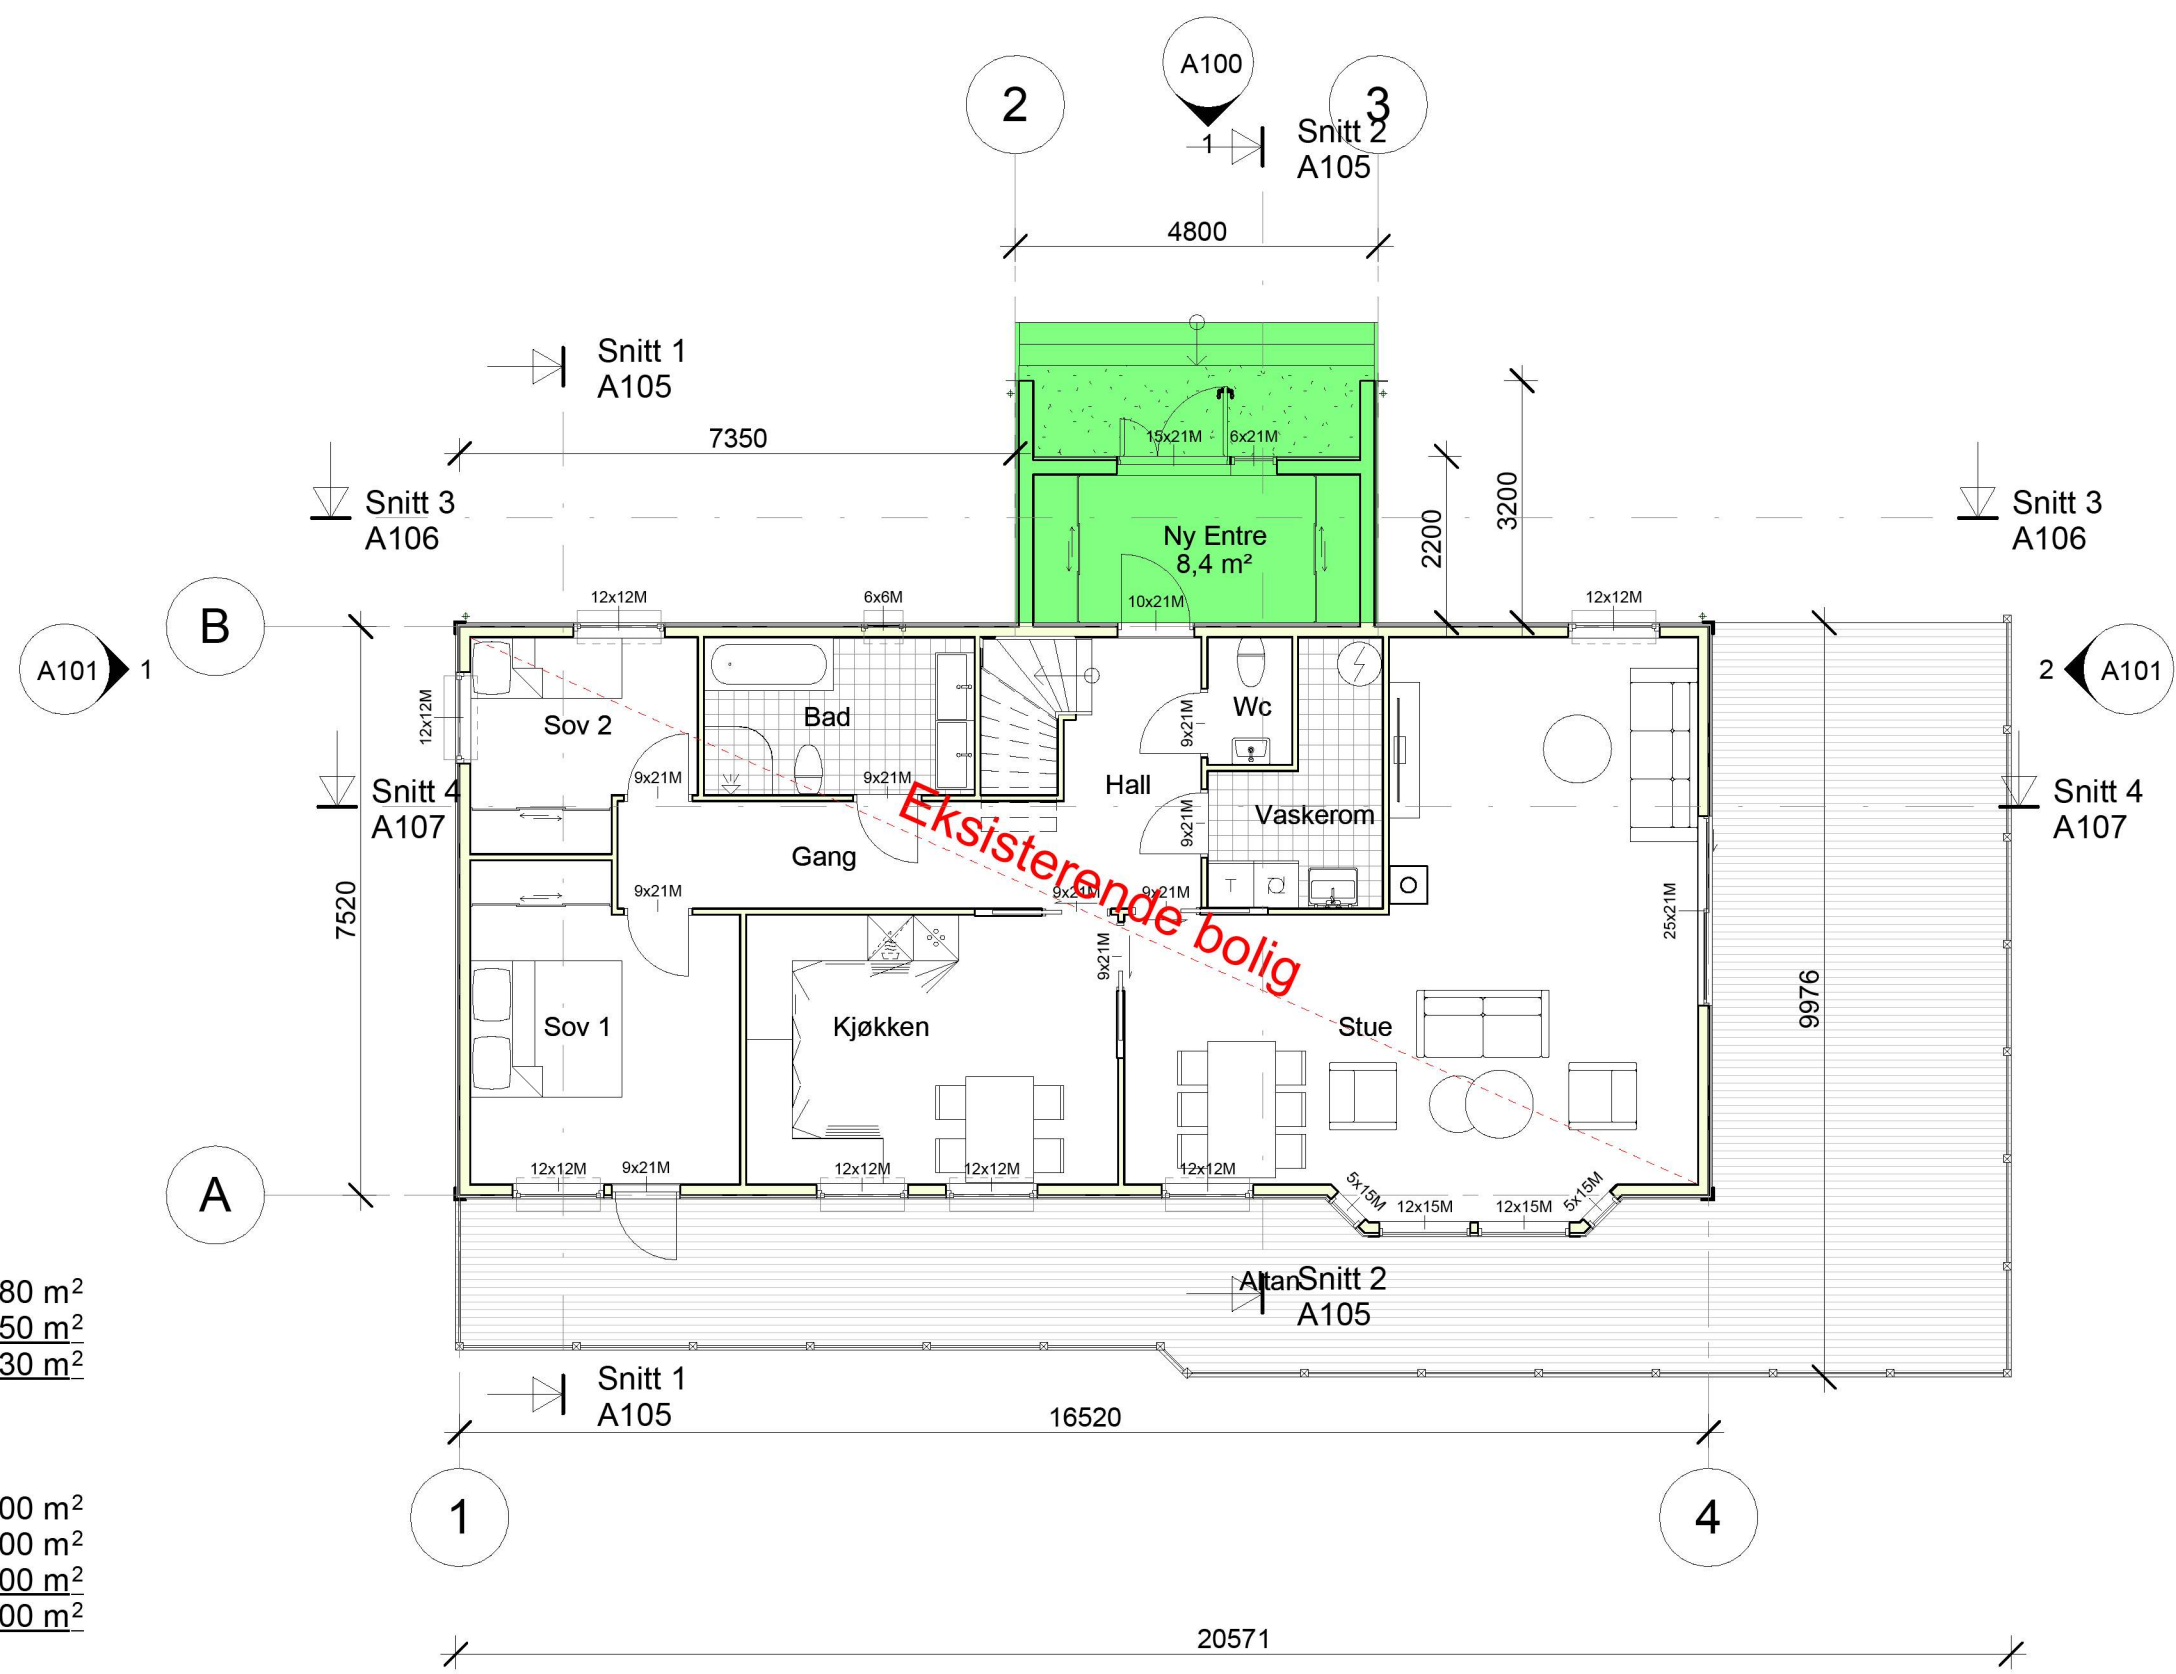 A100
2
3
1
Snitt 2
A105
4800
Snitt 1
A105
7350
15x21M
6x21M
Snitt 3
A106
3200
2200
Snitt 3
A106
Ny Entre
8,4 m²
12x12M
6x6M
10x21M
12x12M
B
A101
1
2
A101
12x12M
Sov 2
Bad
9x21M
Wc
9x21M
9x21M
Hall
Snitt 4
A107
Snitt 4
A107
9x21M
Vaskerom
Eksisterende bolig
Gang
9x21M
9x21M
9x21M
T
7520
25x21M
9x21M
9976
Sov 1
Kjøkken
Stue
A
12x12M
9x21M
12x12M
12x12M
12x12M
5x15M
12x15M
12x15M
5x15M
Altan
Snitt 2
A105
80 m²
50 m²
30 m²
Snitt 1
A105
16520
1
4
00 m²
00 m²
00 m²
00 m²
20571